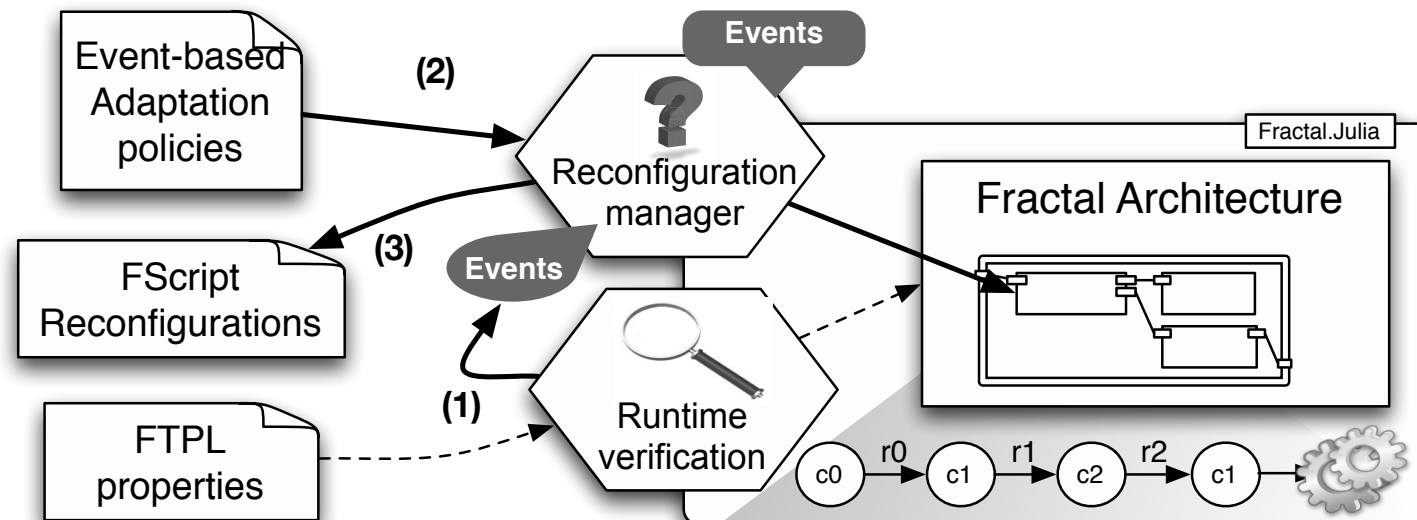 Events
Event-based
Adaptation
policies
(2)
Fractal.Julia
Reconfiguration
manager
Fractal Architecture
(3)
Events
FScript
Reconfigurations
(1)
Runtime
verification
FTPL
properties
r0
r1
r2
c0
c1
c2
c1